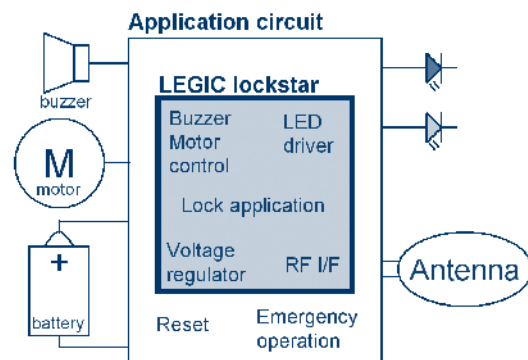 Application circuit
buzzer
LEGIC lockstar
Buzzer
Motor
control
LED
driver
M
motor
Lock application
Voltage
regulator
RF I/F
Antenna
+
battery
Reset
Emergency
operation